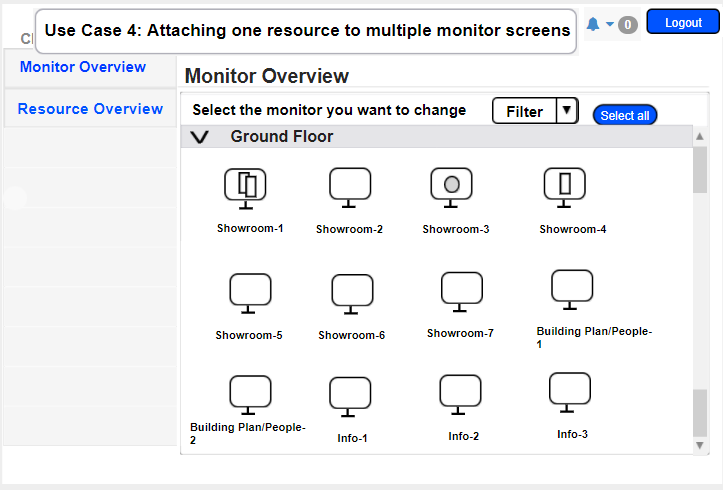 Use Case 4: Attaching one resource to multiple monitor screens
0
Logout
Monitor Overview
Resource Overview
Monitor Overview
Select the monitor you want to change
Filter
Select all
Ground Floor
Showroom-1
Showroom-2
Showroom-3
Showroom-4
Showroom-5
Showroom-6
Showroom-7
Building Plan/People-
1
Building Plan/People-
2
Info-1
Info-2
Info-3